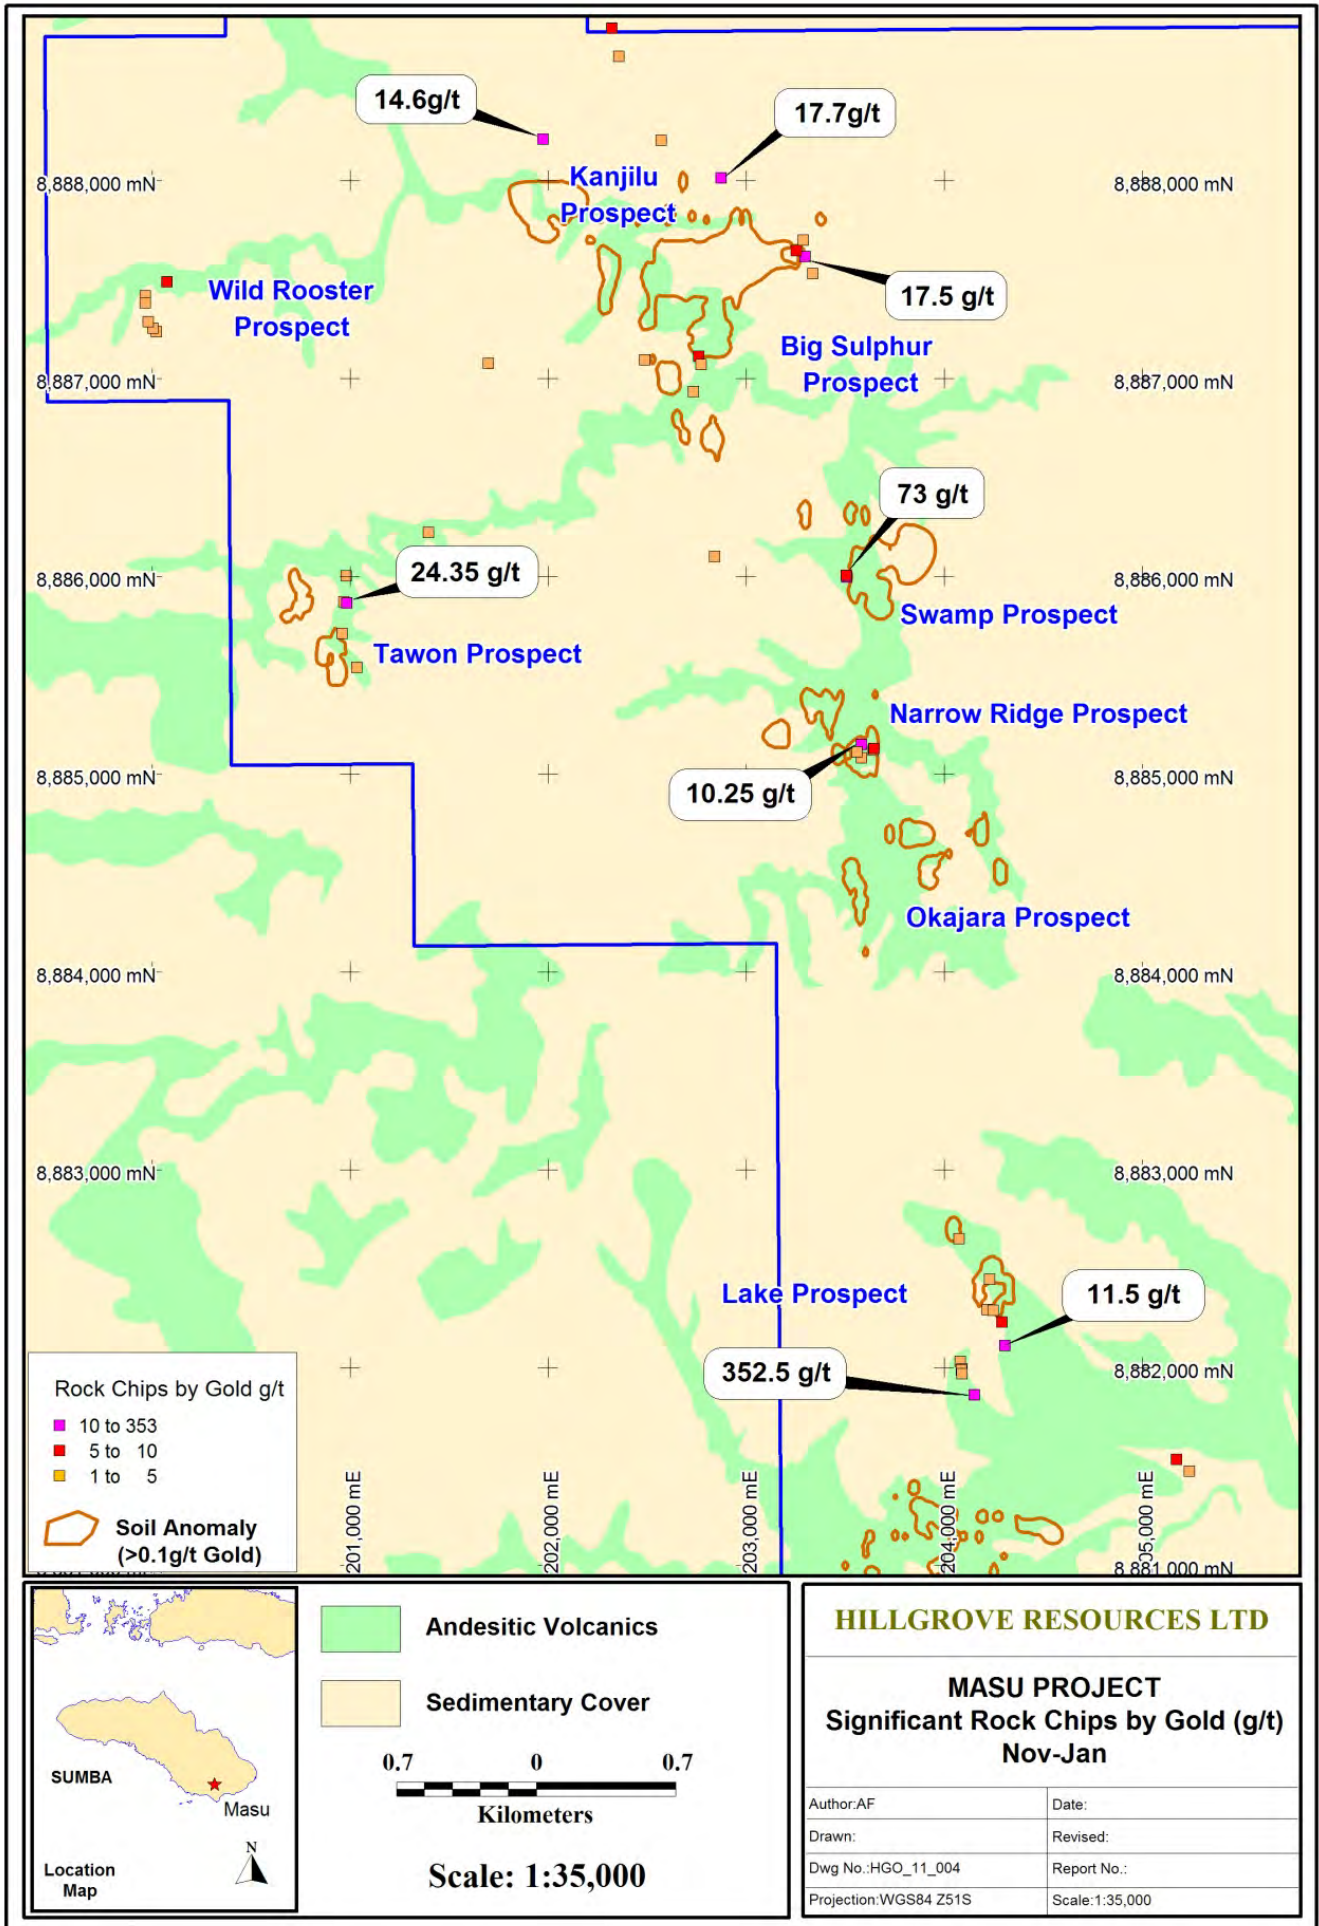 14.6g/t
17.7g/t
Kanjilu
Prospect
8,888,000 mN
8,888,000 mN
Wild Rooster
Prospect
17.5 g/t
Big Sulphur
Prospect
8,887,000 mN
8,887,000 mN
73 g/t
24.35 g/t
8,886,000 mN
8,886,000 mN
Swamp Prospect
Tawon Prospect
Narrow Ridge Prospect
8,885,000 mN
8,885,000 mN
10.25 g/t
Okajara Prospect
8,884,000 mN
8,884,000 mN
8,883,000 mN
8,883,000 mN
Lake Prospect
11.5 g/t
352.5 g/t
8,882,000 mN
201,000 mE
202,000 mE
203,000 mE
204,000 mE
205,000 mE
8,881,000 mN
Rock Chips by Gold g/t
10 to 353
5 to 10
1 to 5
Soil Anomaly
(>0.1g/t Gold)
SUMBA
Masu
N
Location
Map
Andesitic Volcanics
Sedimentary Cover
0.7 0 0.7
Kilometers
Scale: 1:35,000
HILLGROVE RESOURCES LTD
MASU PROJECT
Significant Rock Chips by Gold (g/t)
Nov-Jan
Author:AF
Date:
Drawn:
Revised:
Dwg No.:HGO_11_004
Report No.:
Projection:WGS84 Z51S
Scale:1:35,000